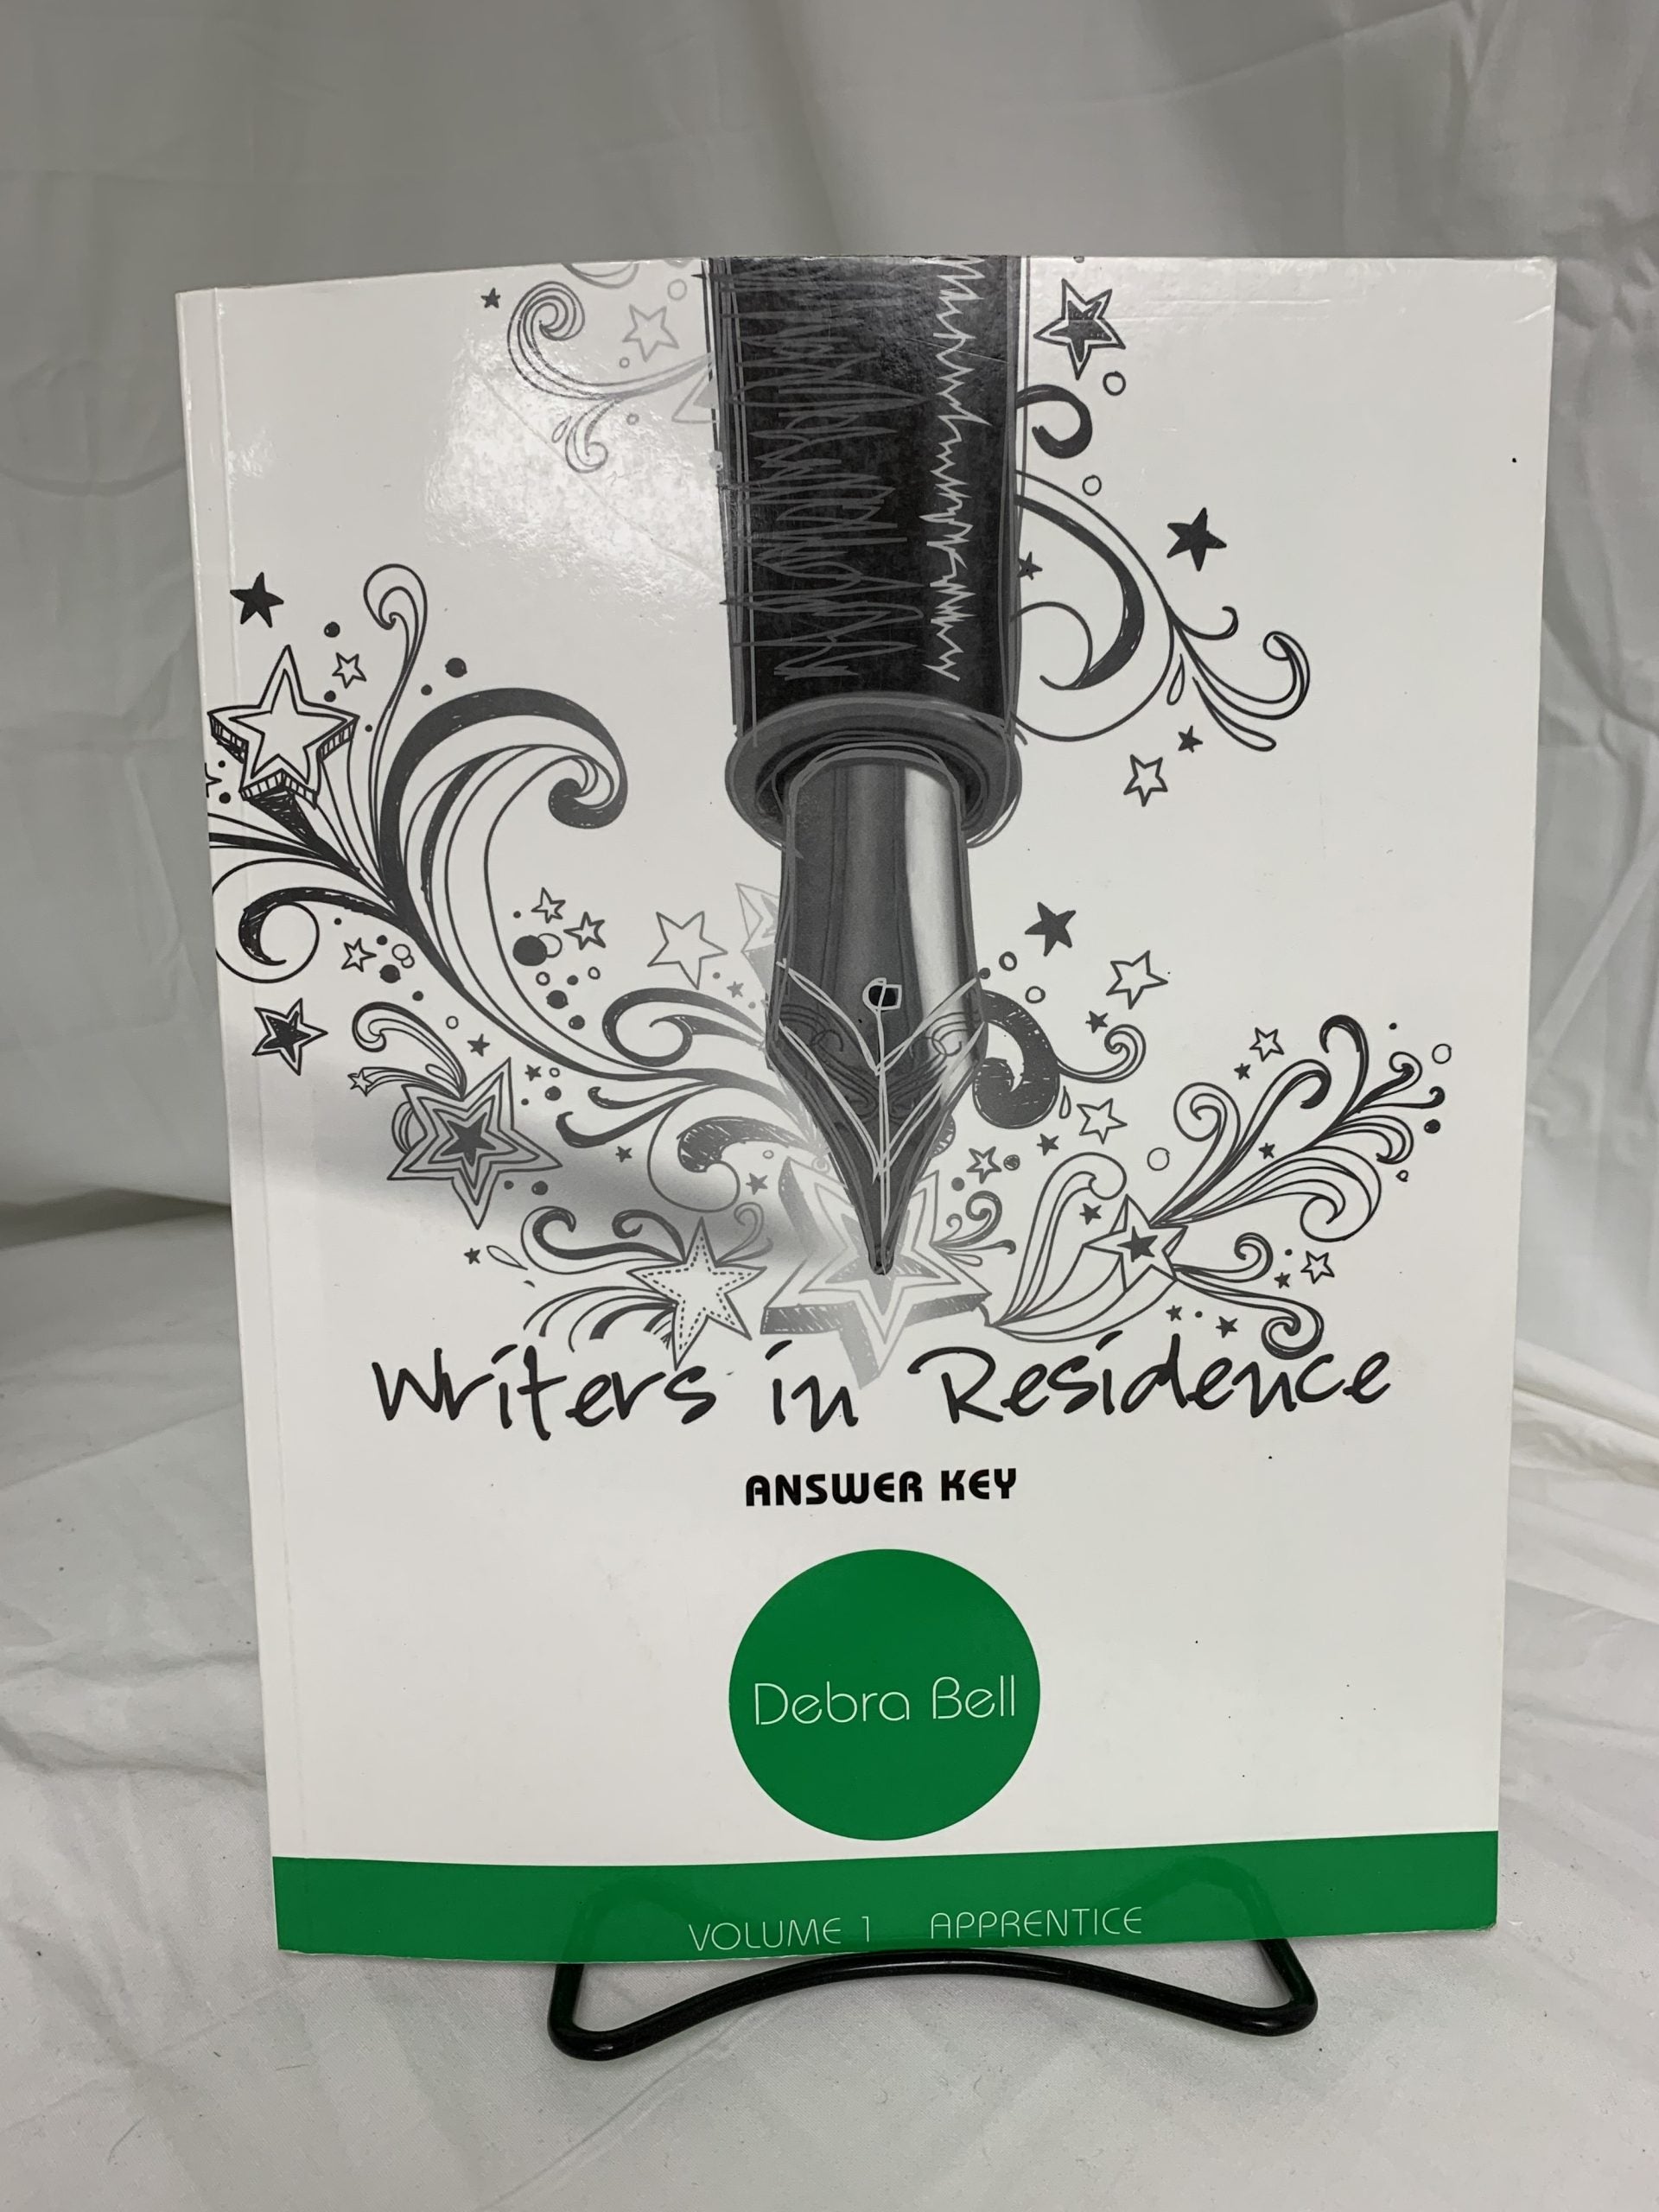 Writers in Residence
ANSWER KEY
Debra Bell
VOLUME 1 APPRENTICE